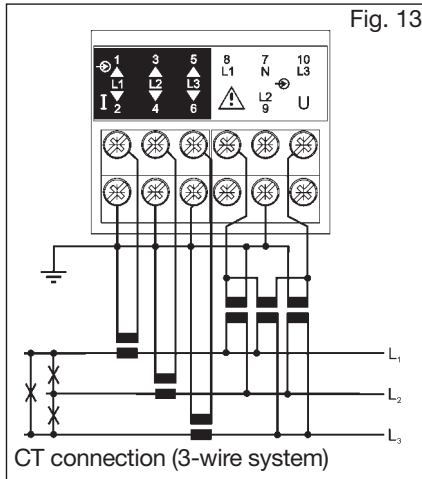 Fig. 13
1 3 5 8 7 10
L1 L2 L3 L1 N L3
I 2 4 6 L2 9 U
L1
L2
L3
CT connection (3-wire system)